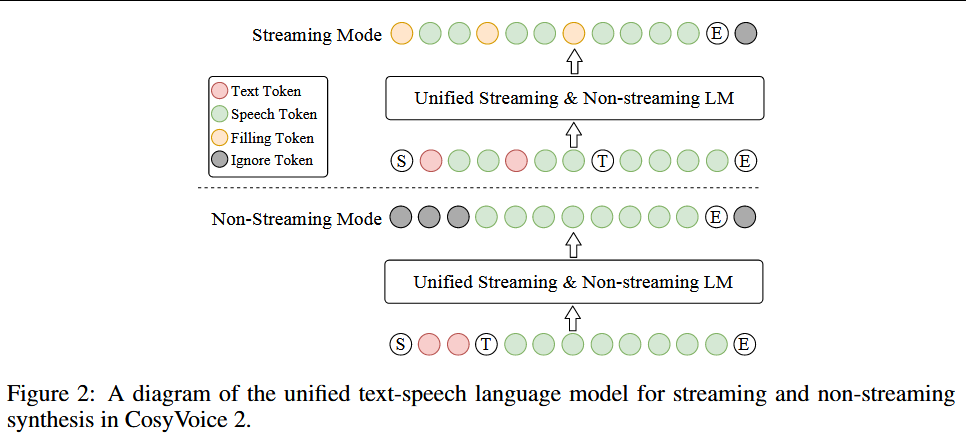 Streaming Mode
E
Unified Streaming & Non-streaming LM
Text Token
Speech Token
Filling Token
Ignore Token
S T E
Non-Streaming Mode
E
Unified Streaming & Non-streaming LM
S T E
Figure 2: A diagram of the unified text-speech language model for streaming and non-streaming
synthesis in CosyVoice 2.